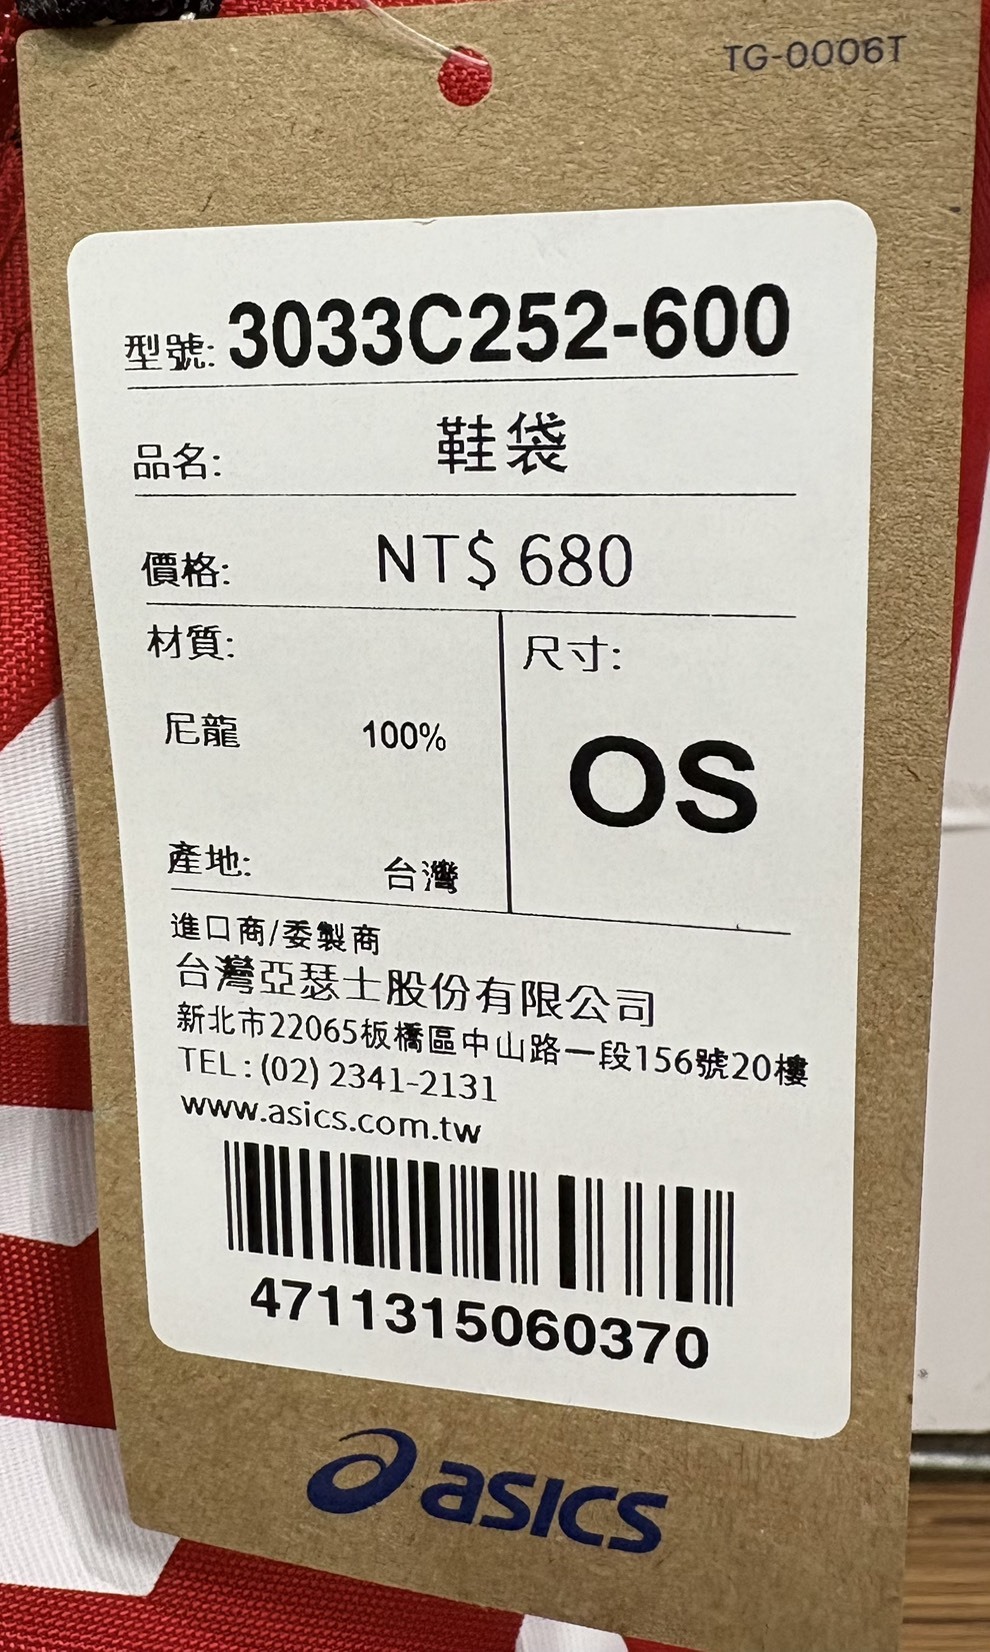 TG-0006T
型號: 3033C252-600
品名: 鞋袋
價格: NT$ 680
材質:
尼龍 100%
尺寸:
OS
產地: 台灣
進口商/委製商
台灣亞瑟士股份有限公司
新北市22065板橋區中山路一段156號20樓
TEL: (02) 2341-2131
www.asics.com.tw
4711315060370
asics